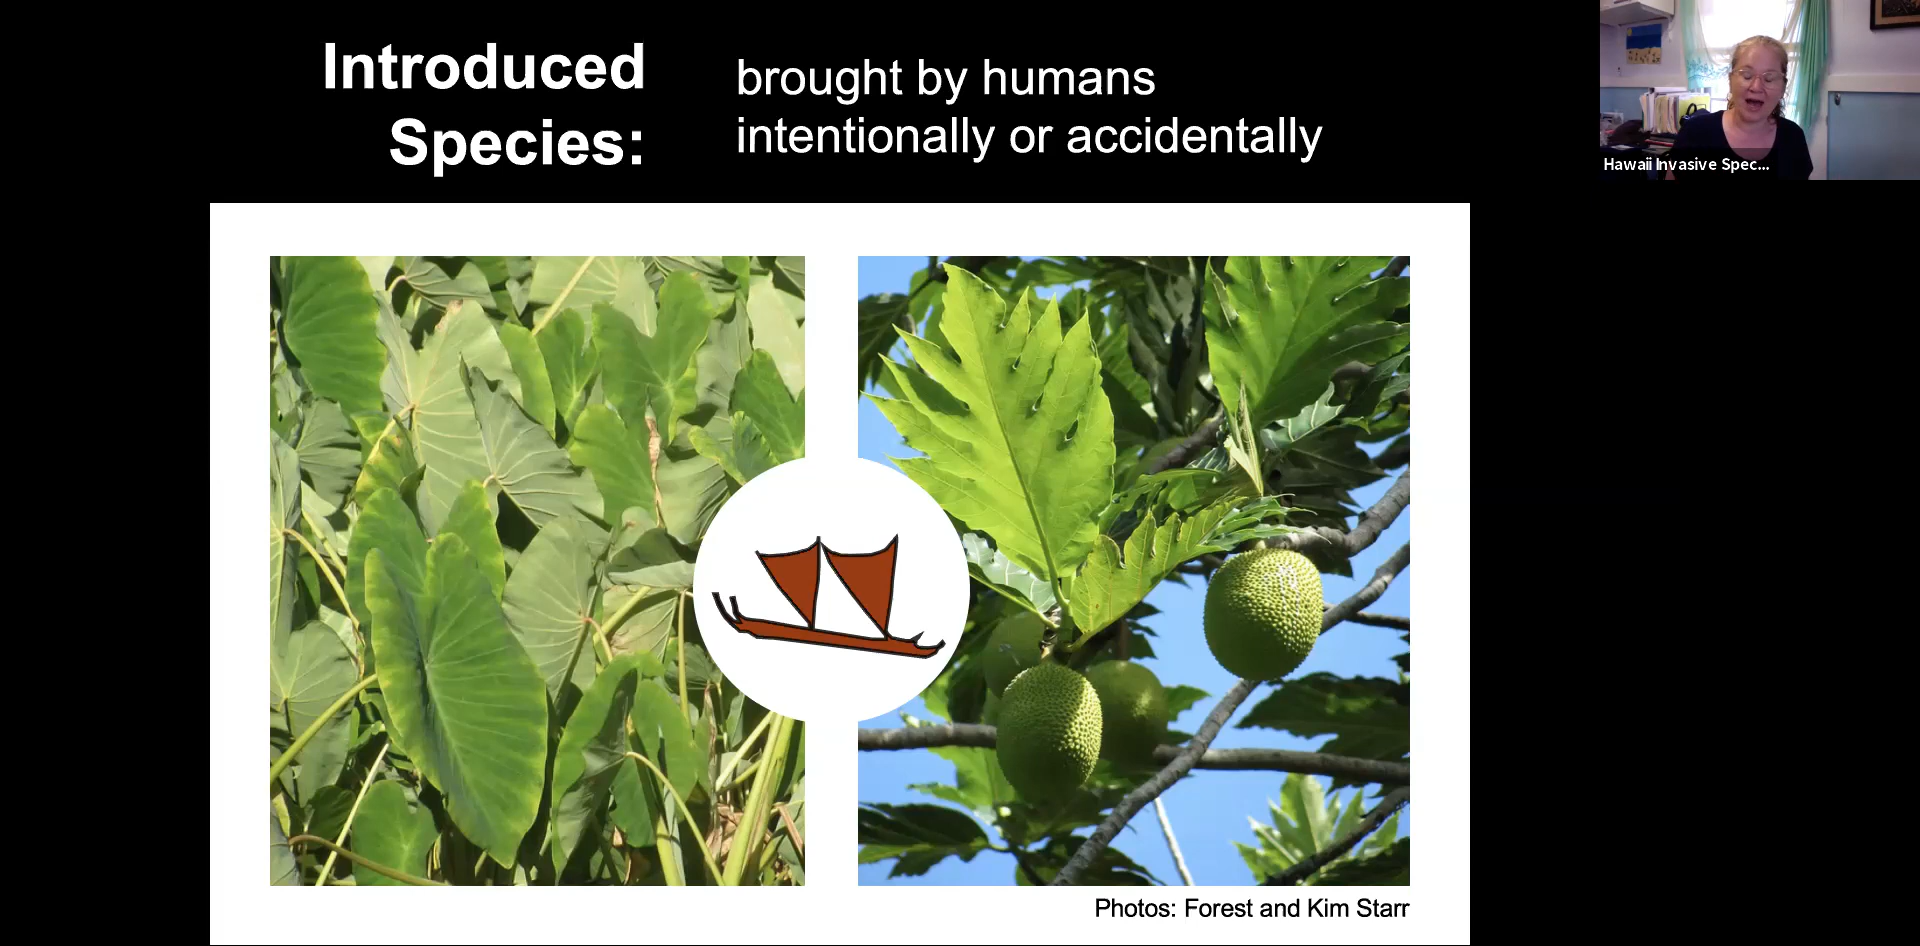 Introduced
Species:
brought by humans
intentionally or accidentally
Hawaii Invasive Spec...
Photos: Forest and Kim Starr